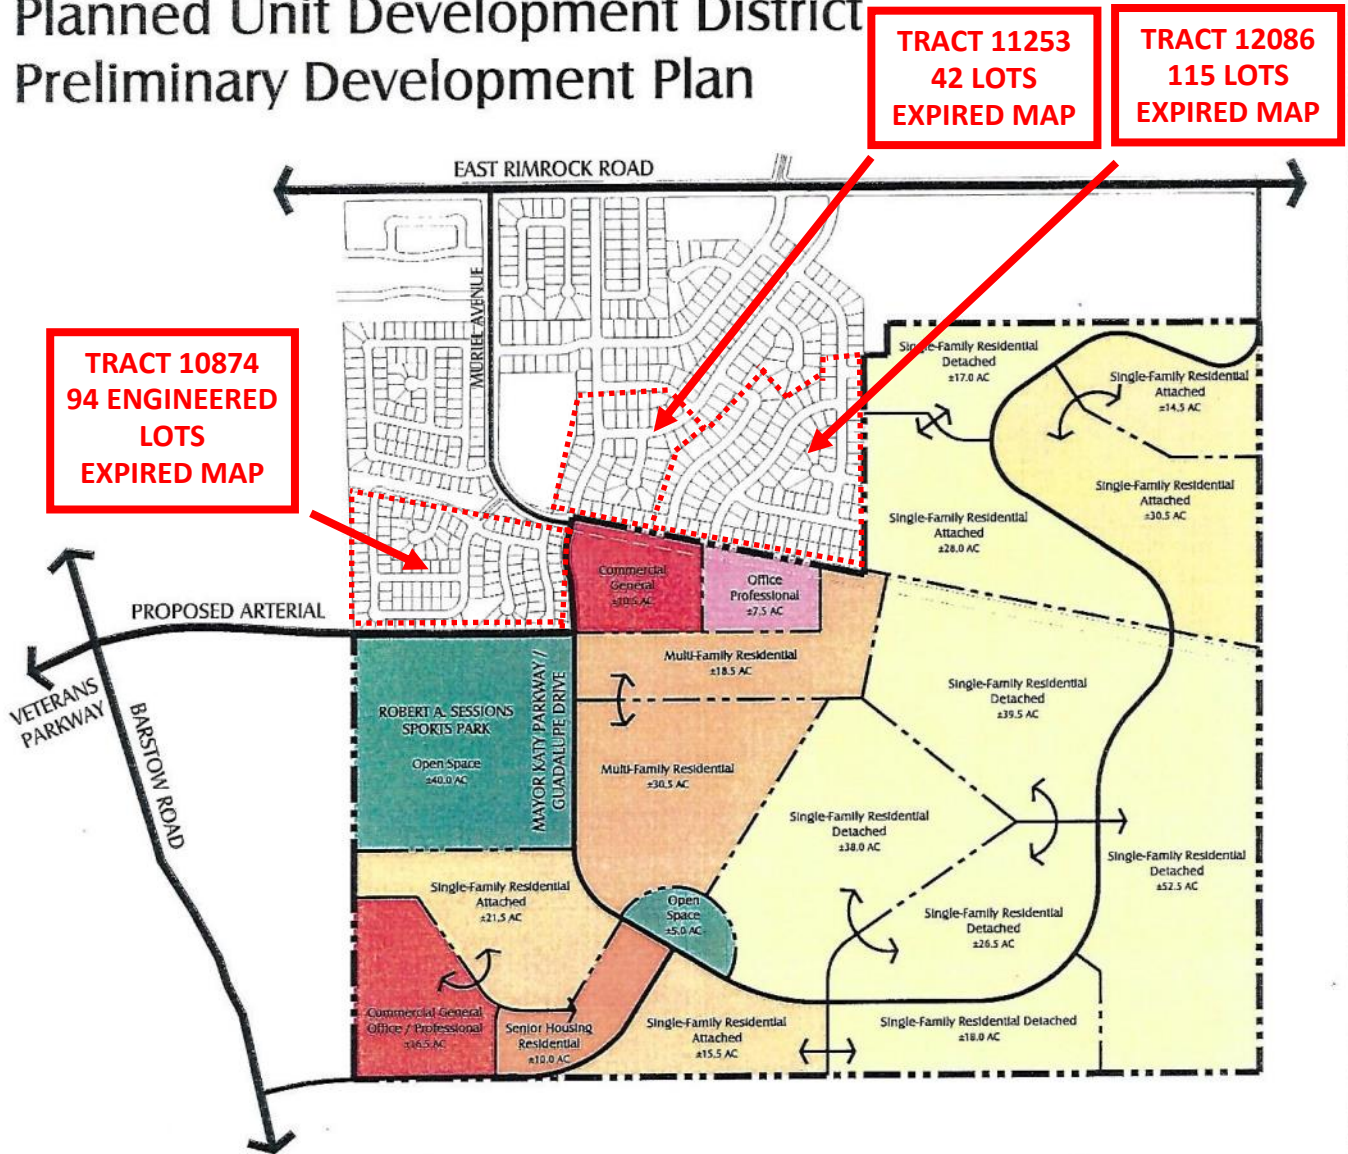 Planned Unit Development District
Preliminary Development Plan
TRACT 11253
42 LOTS
EXPIRED MAP
TRACT 12086
115 LOTS
EXPIRED MAP
EAST RIMROCK ROAD
MURIEL AVENUE
TRACT 10874
94 ENGINEERED
LOTS
EXPIRED MAP
Single-Family Residential
Detached
±17.0 AC
Single-Family Residential
Attached
±14.5 AC
Single-Family Residential
Attached
±30.5 AC
Single-Family Residential
Attached
±28.0 AC
Commercial
General
±10.5 AC
Office
Professional
±7.5 AC
PROPOSED ARTERIAL
VETERANS
PARKWAY
BARSTOW ROAD
Multi-Family Residential
±18.5 AC
Single-Family Residential
Detached
±39.5 AC
ROBERT A. SESSIONS
SPORTS PARK
Open Space
±40.0 AC
MAYOR KATY PARKWAY //
GUADALUPE DRIVE
Multi-Family Residential
±30.5 AC
Single-Family Residential
Detached
±38.0 AC
Single-Family Residential
Detached
±52.5 AC
Single-Family Residential
Attached
±21.5 AC
Open
Space
±5.0 AC
Single-Family Residential
Detached
±26.5 AC
Commercial General
Office / Professional
±16.5 AC
Senior Housing
Residential
±10.0 AC
Single-Family Residential
Attached
±15.5 AC
Single-Family Residential Detached
±18.0 AC